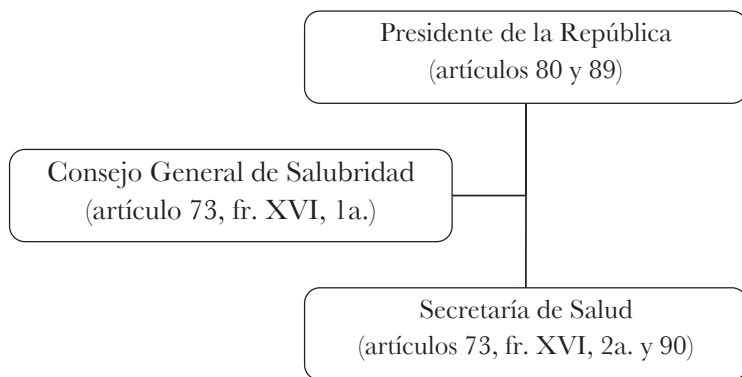 Presidente de la República
(artículos 80 y 89)
Consejo General de Salubridad
(artículo 73, fr. XVI, 1a.)
Secretaría de Salud
(artículos 73, fr. XVI, 2a. y 90)